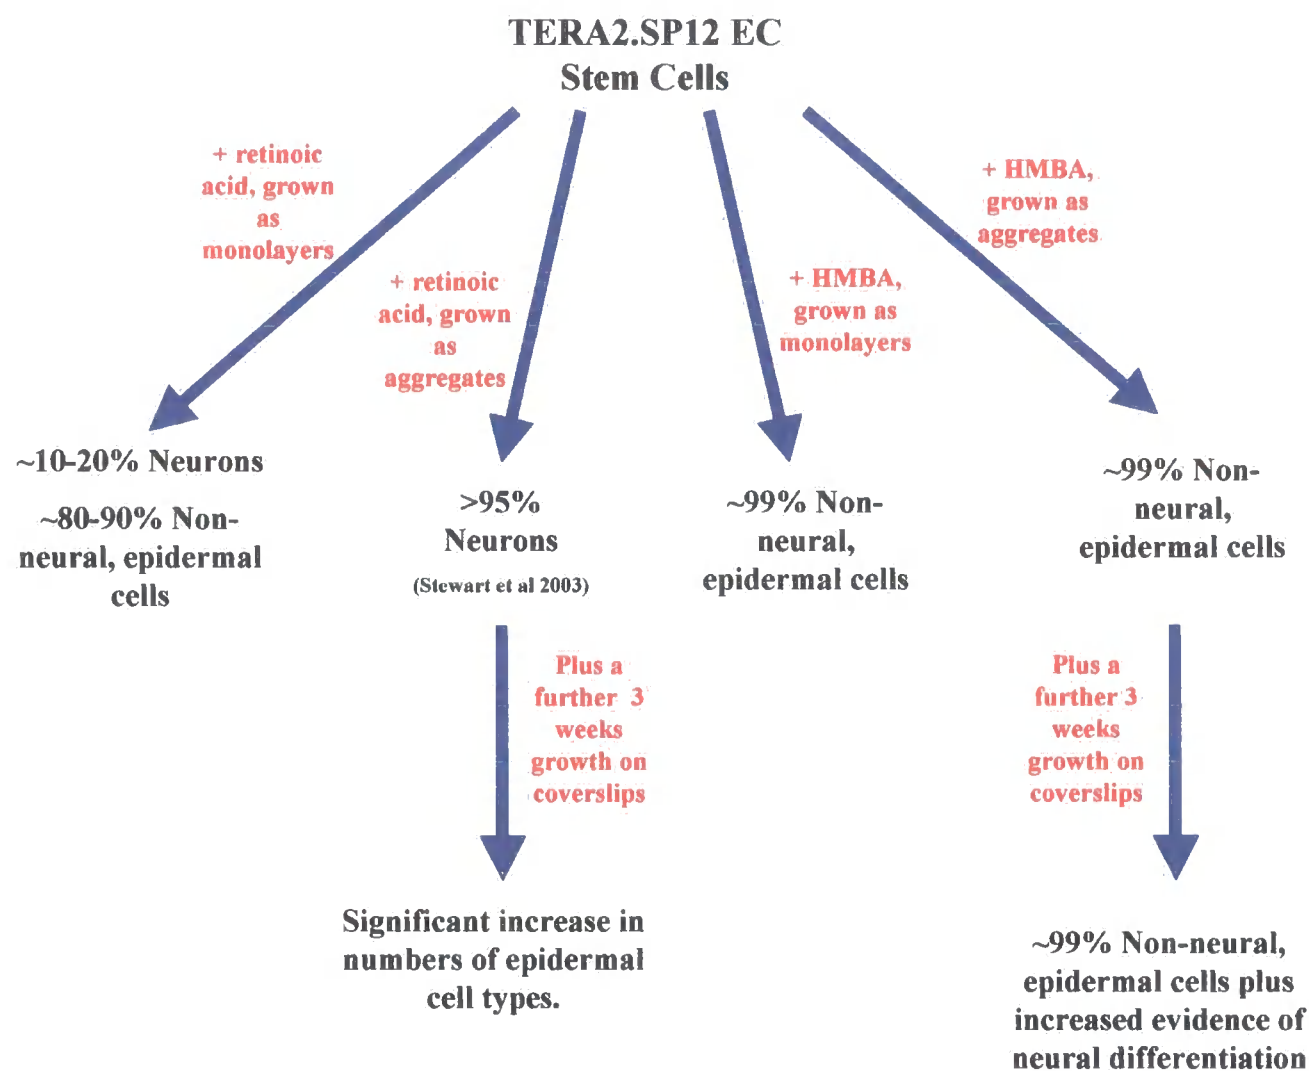 TERA2.SP12 EC
Stem Cells
+ retinoic
acid, grown
as
monolayers
+ retinoic
acid, grown
as
aggregates
+ HMBA,
grown as
monolayers
+ HMBA,
grown as
aggregates
~10-20% Neurons
~80-90% Non-
neural, epidermal
cells
>95%
Neurons
(Stewart et al 2003)
~99% Non-
neural,
epidermal cells
~99% Non-
neural,
epidermal cells
Plus a
further 3
weeks
growth on
coverslips
Plus a
further 3
weeks
growth on
coverslips
Significant increase in
numbers of epidermal
cell types.
~99% Non-neural,
epidermal cells plus
increased evidence of
neural differentiation